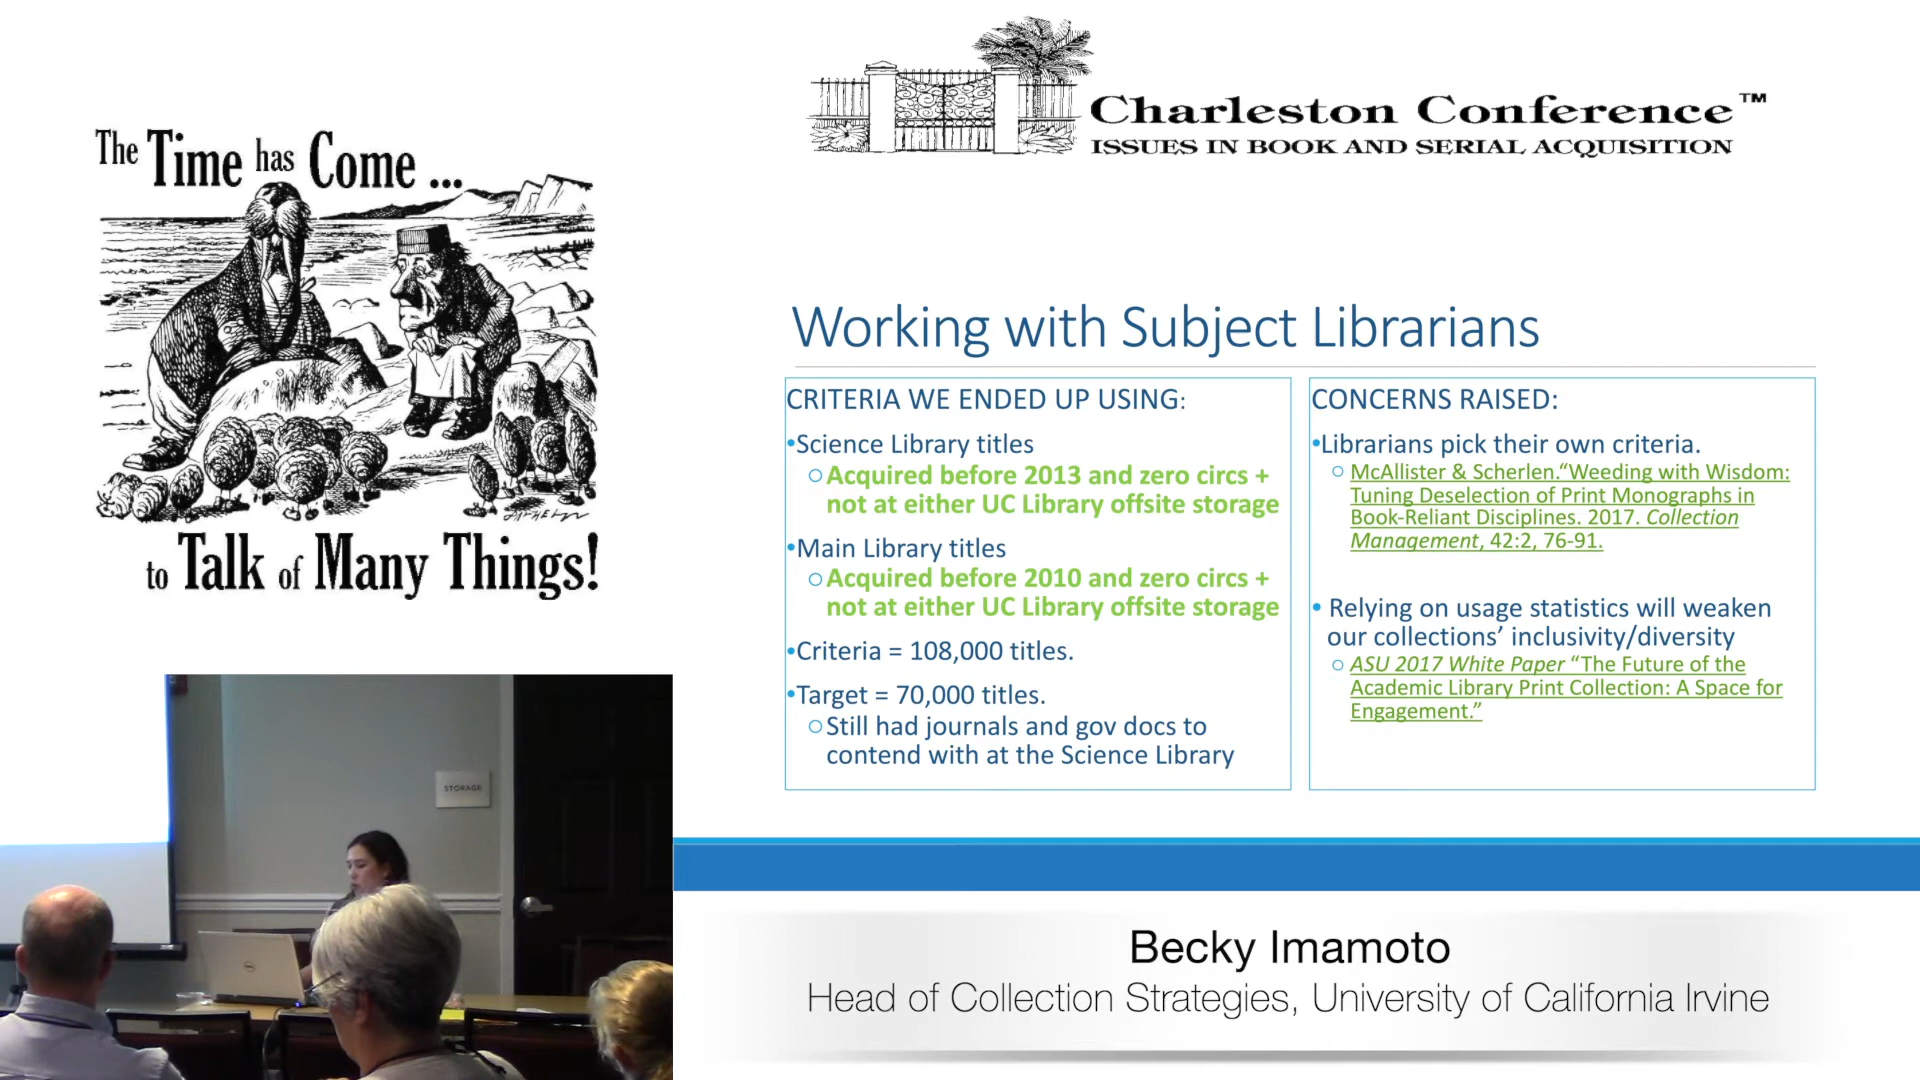 The Time has Come ...
to Talk of Many Things!
Charleston Conference™
ISSUES IN BOOK AND SERIAL ACQUISITION
Working with Subject Librarians
CRITERIA WE ENDED UP USING:
•Science Library titles
○Acquired before 2013 and zero circs +
not at either UC Library offsite storage
•Main Library titles
○Acquired before 2010 and zero circs +
not at either UC Library offsite storage
•Criteria = 108,000 titles.
•Target = 70,000 titles.
○Still had journals and gov docs to
contend with at the Science Library
CONCERNS RAISED:
•Librarians pick their own criteria.
○ McAllister & Scherlen.“Weeding with Wisdom:
Tuning Deselection of Print Monographs in
Book-Reliant Disciplines. 2017. Collection
Management, 42:2, 76-91.
• Relying on usage statistics will weaken
our collections’ inclusivity/diversity
○ ASU 2017 White Paper “The Future of the
Academic Library Print Collection: A Space for
Engagement.”
STORAGE
Becky Imamoto
Head of Collection Strategies, University of California Irvine